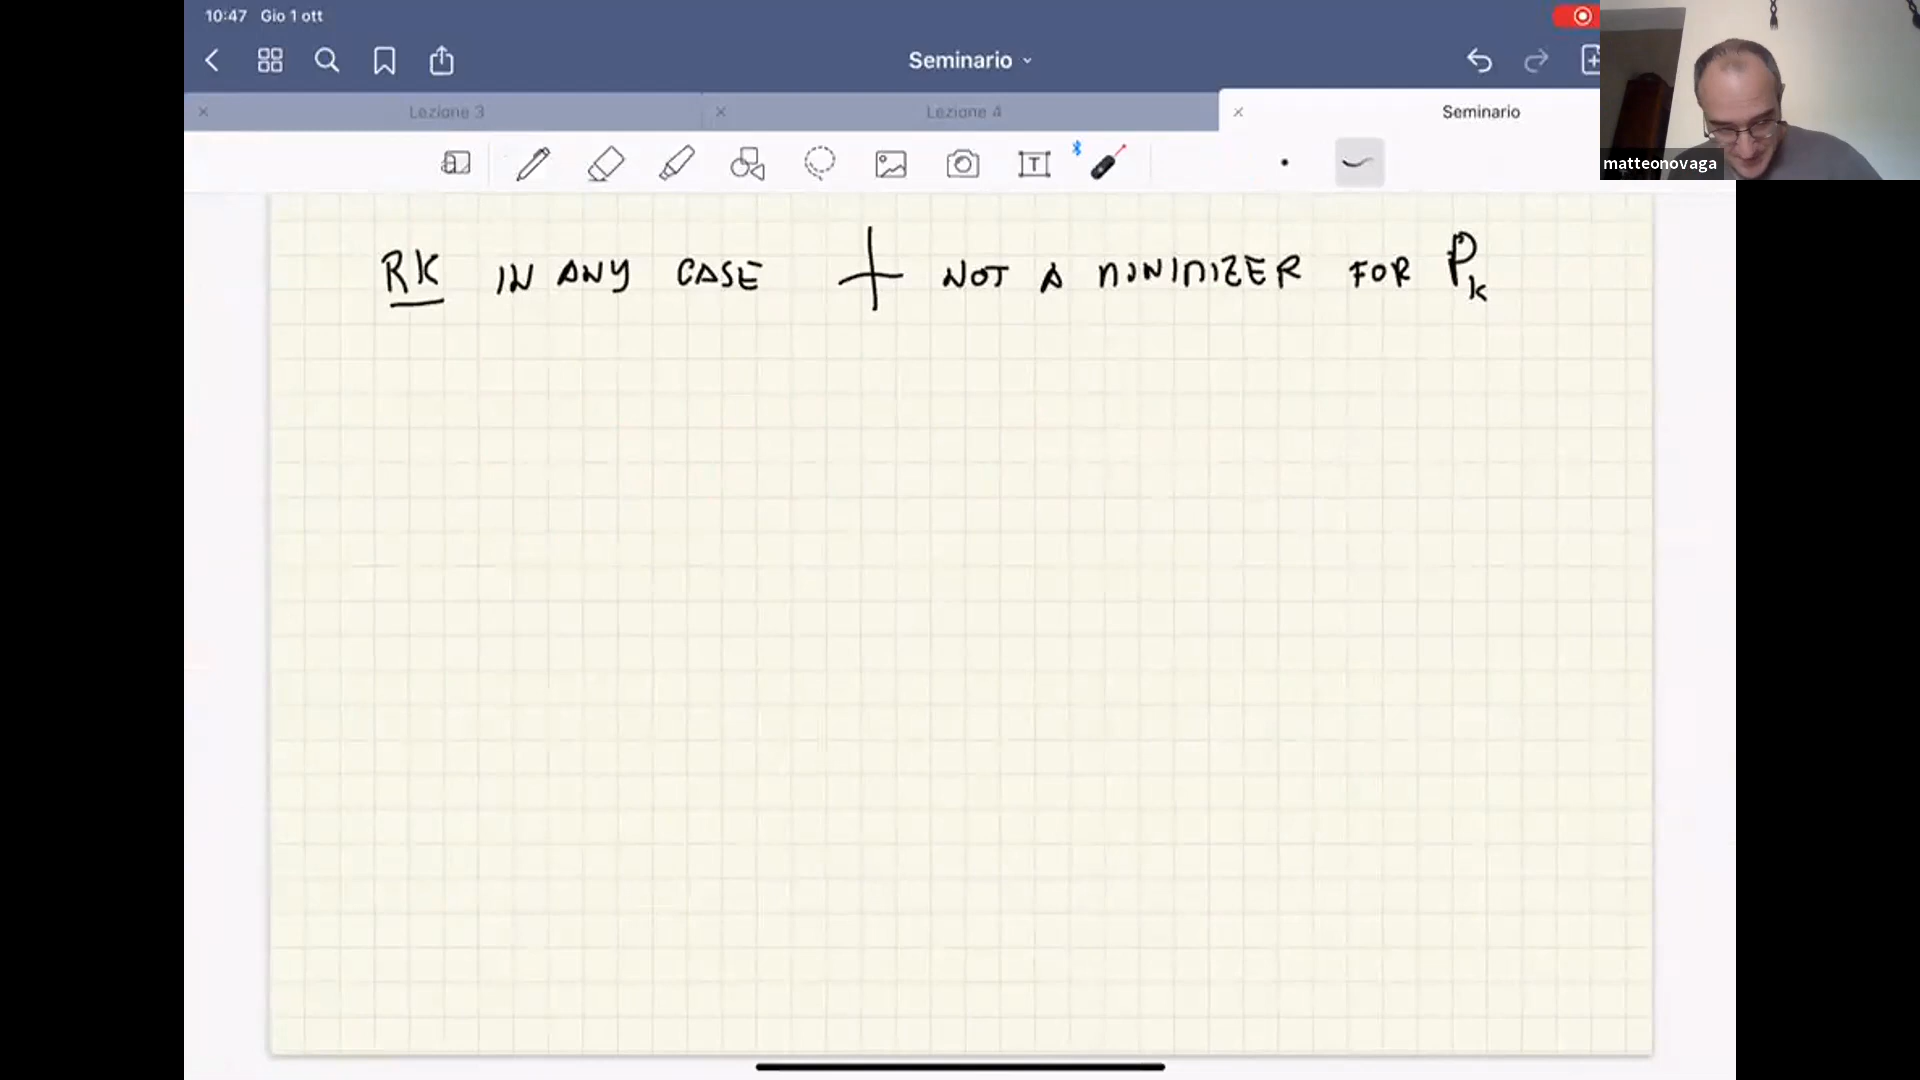 10:47 Gio 1 ott
Seminario
Lezione 3
Lezione 4
Seminario
T
matteonovaga
RK IN ANY CASE + NOT A MINIMIZER FOR Pk